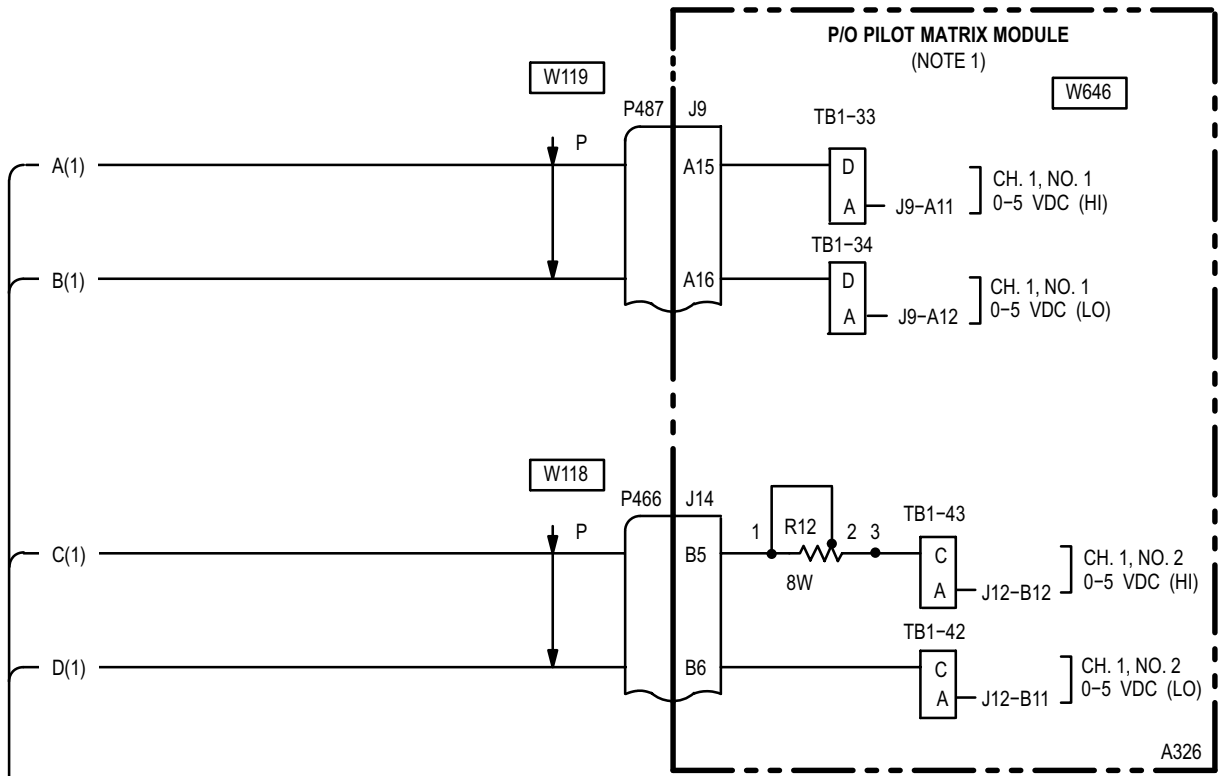 P/O PILOT MATRIX MODULE
(NOTE 1)
W119
W646
P487 J9
TB1−33
P
A(1)
A15
D
A
J9−A11
CH. 1, NO. 1
0−5 VDC (HI)
TB1−34
B(1)
A16
D
A
J9−A12
CH. 1, NO. 1
0−5 VDC (LO)
W118
P466 J14
P
1 R12 2 3
TB1−43
C(1)
B5
8W
C
A
J12−B12
CH. 1, NO. 2
0−5 VDC (HI)
TB1−42
D(1)
B6
C
A
J12−B11
CH. 1, NO. 2
0−5 VDC (LO)
A326